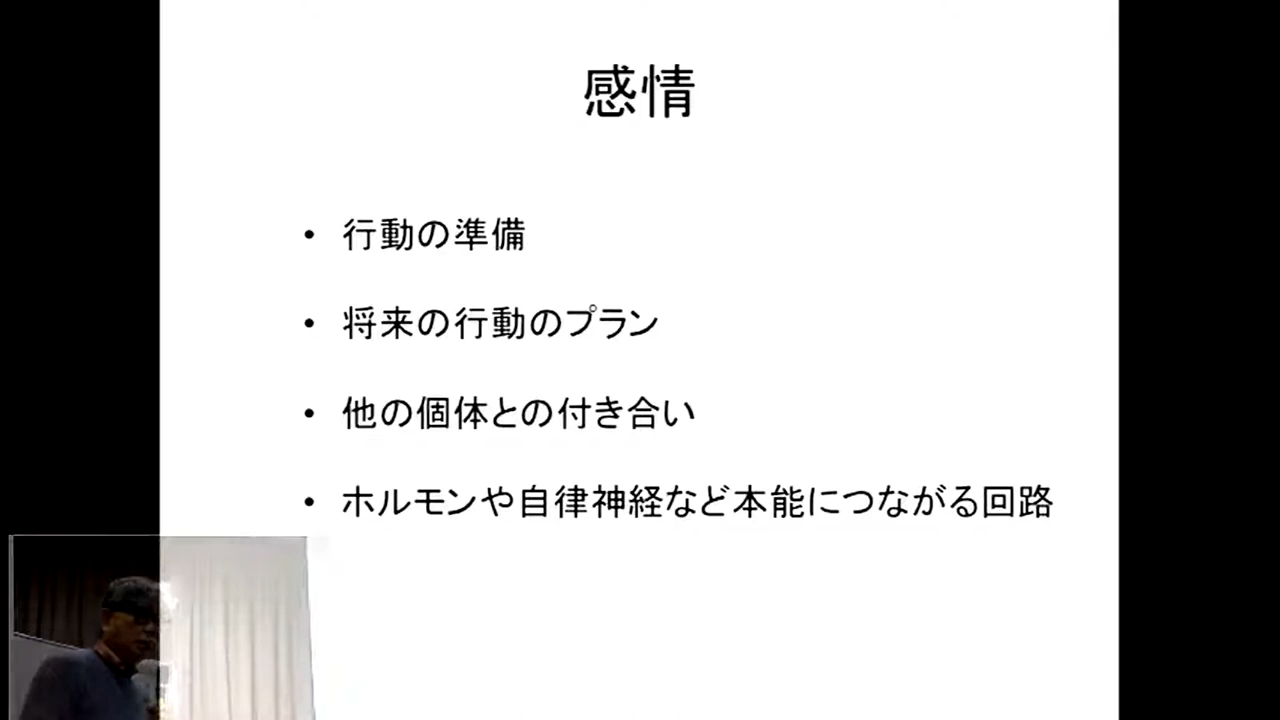 感情
• 行動の準備
• 将来の行動のプラン
• 他の個体との付き合い
• ホルモンや自律神経など本能につながる回路